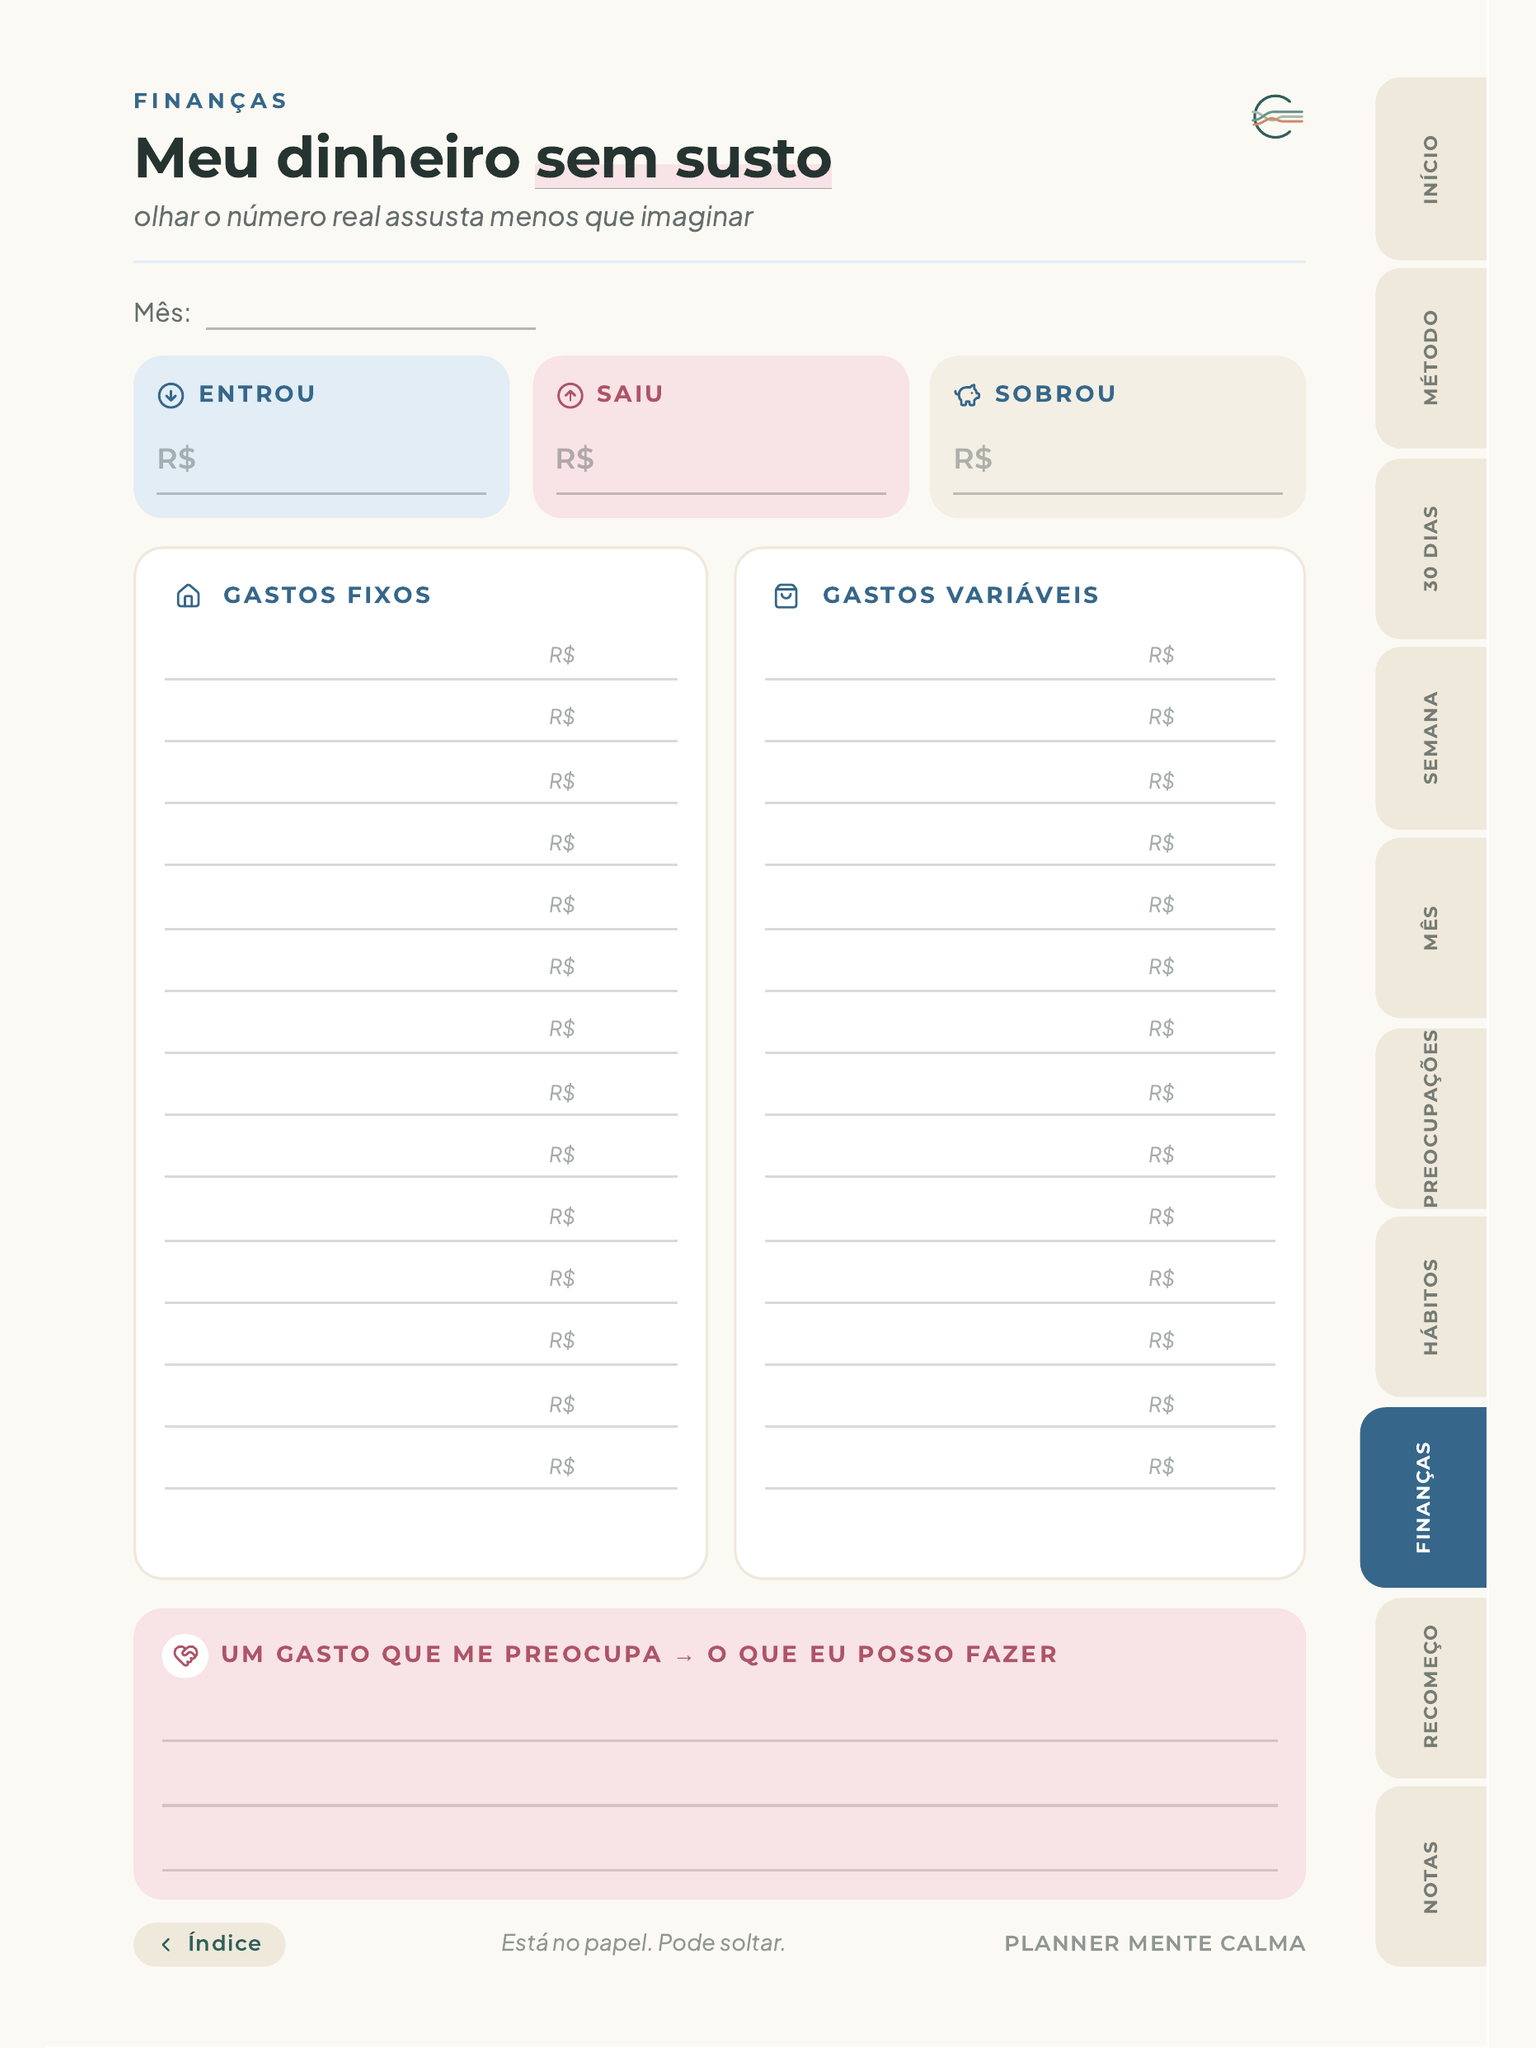 FINANÇAS
Meu dinheiro sem susto
olhar o número real assusta menos que imaginar
Mês:
ENTROU
R$
SAIU
R$
SOBROU
R$
GASTOS FIXOS
R$
R$
R$
R$
R$
R$
R$
R$
R$
R$
R$
R$
R$
R$
GASTOS VARIÁVEIS
R$
R$
R$
R$
R$
R$
R$
R$
R$
R$
R$
R$
R$
R$
UM GASTO QUE ME PREOCUPA → O QUE EU POSSO FAZER
Índice
Está no papel. Pode soltar.
PLANNER MENTE CALMA
INÍCIO
MÉTODO
30 DIAS
SEMANA
MÊS
PREOCUPAÇÕES
HÁBITOS
FINANÇAS
RECOMEÇO
NOTAS